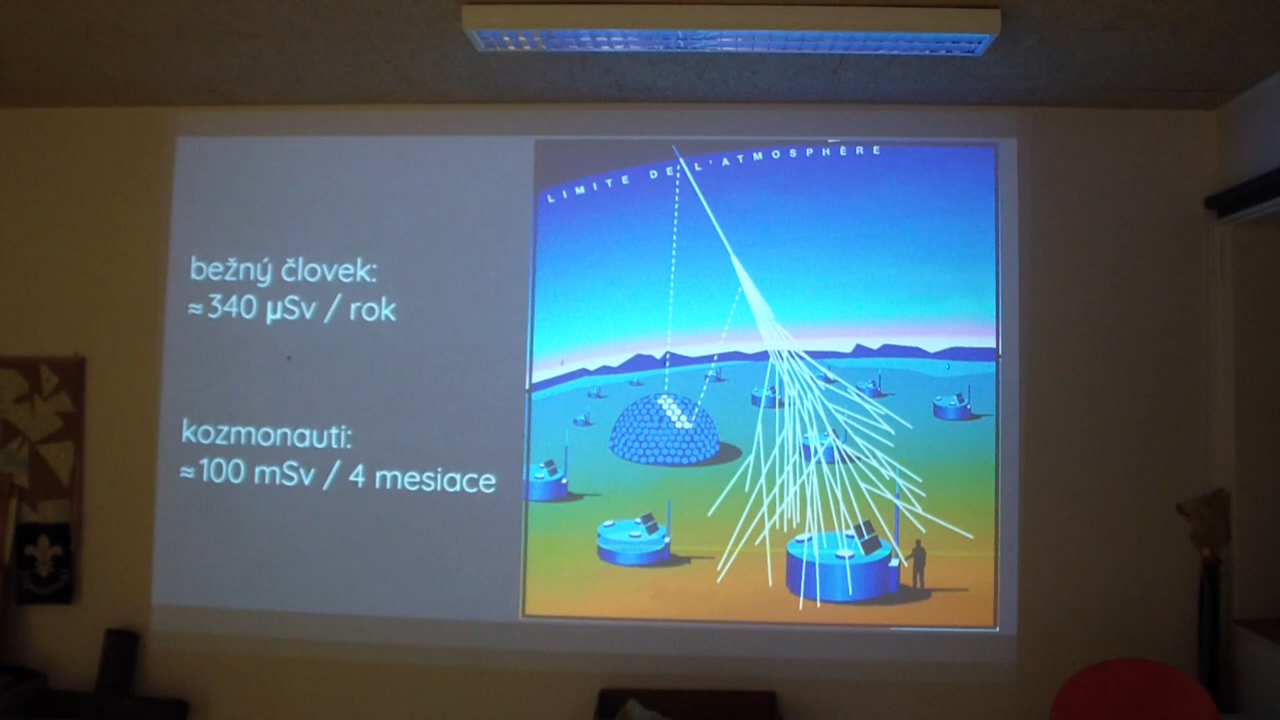 bežný človek:
≈340 µSv / rok
kozmonauti:
≈100 mSv / 4 mesiace
LIMITE DE L'ATMOSPHÈRE